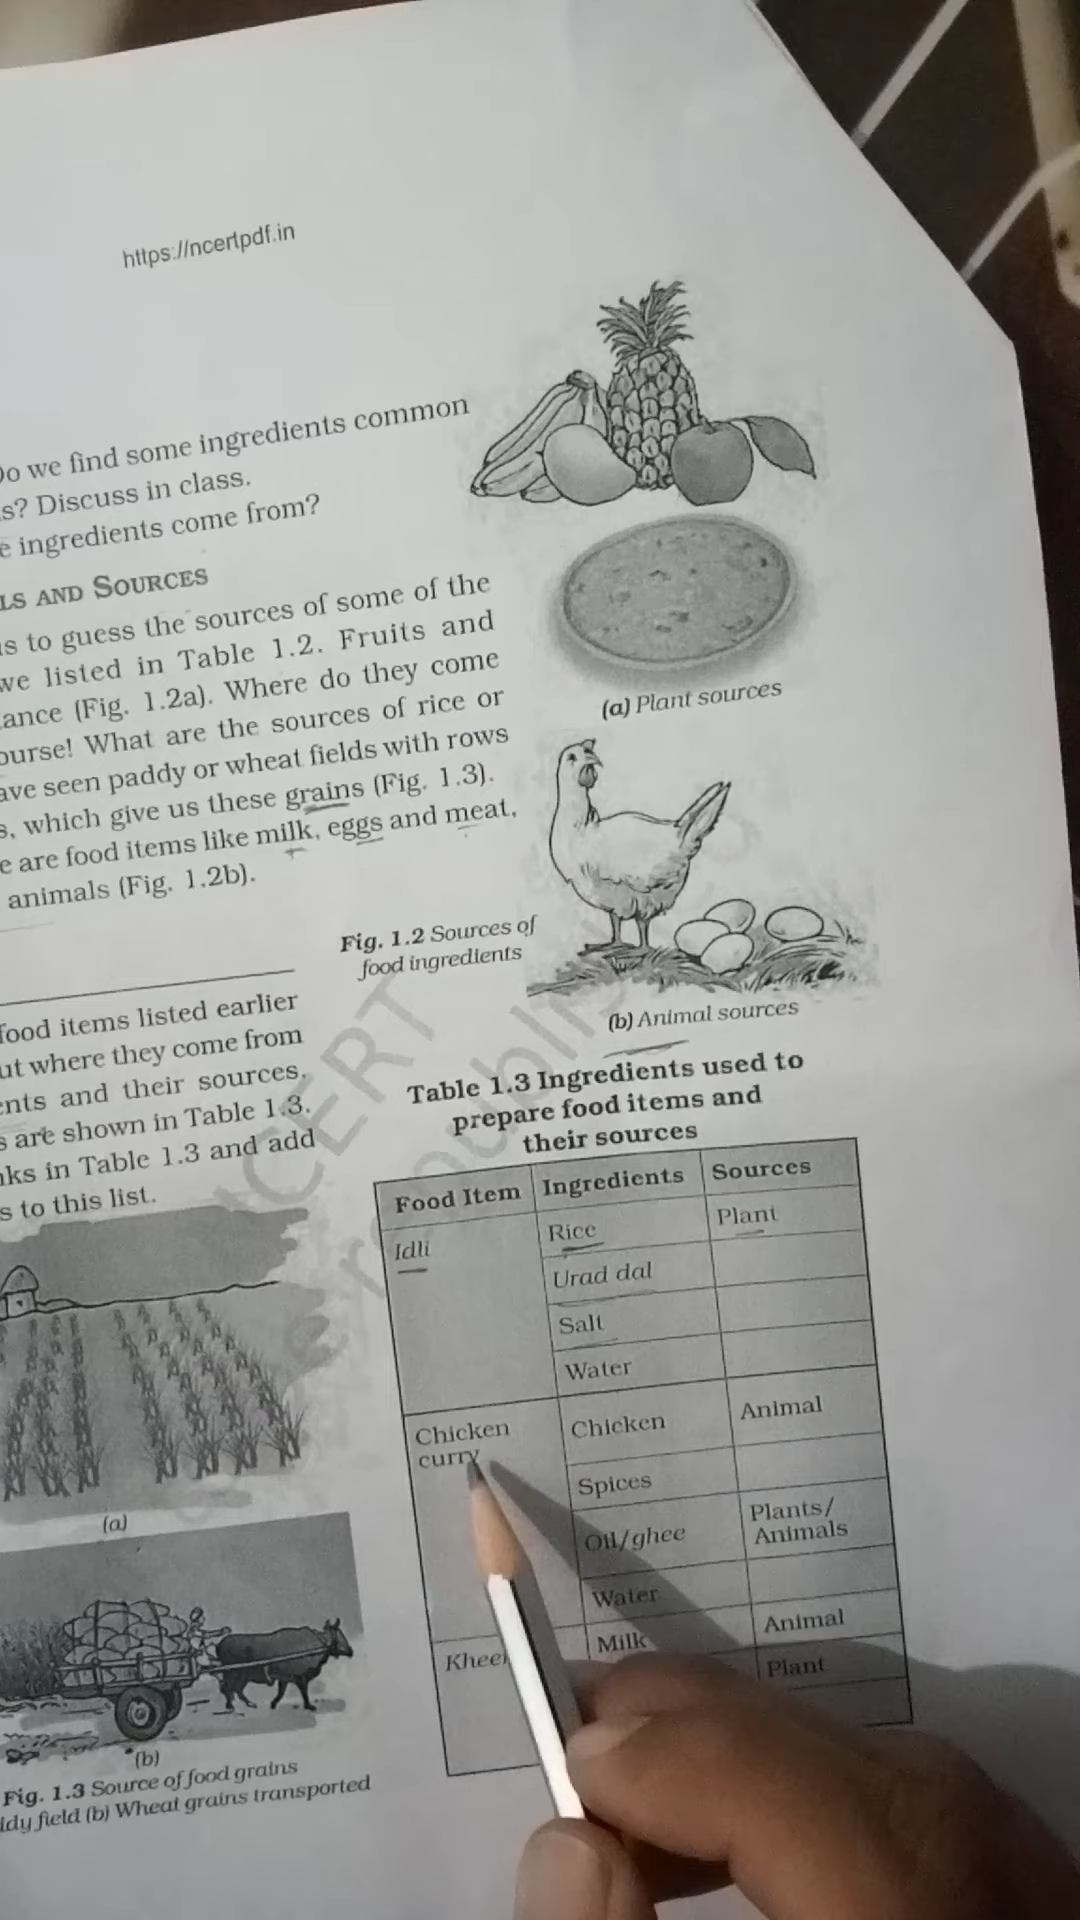 https://ncertpdf.in
Do we find some ingredients common
s? Discuss in class.
ingredients come from?
AND SOURCES
to guess the sources of some of the
we listed in Table 1.2. Fruits and
(Fig. 1.2a). Where do they come
What are the sources of rice or
seen paddy or wheat fields with rows
which give us these grains (Fig. 1.3).
are food items like milk, eggs and meat,
animals (Fig. 1.2b).
(a) Plant sources
Fig. 1.2 Sources of
food ingredients
(b) Animal sources
food items listed earlier
where they come from
and their sources.
are shown in Table 1.3.
in Table 1.3 and add
to this list.
(a)
(b)
Fig. 1.3 Source of food grains
field (b) Wheat grains transported
Table 1.3 Ingredients used to
prepare food items and
their sources
Food Item Ingredients Sources
Idli Rice Plant
Urad dal
Salt
Water
Chicken
curry Chicken Animal
Spices
Oil/ghee Plants/
Animals
Water
Milk Animal
Plant